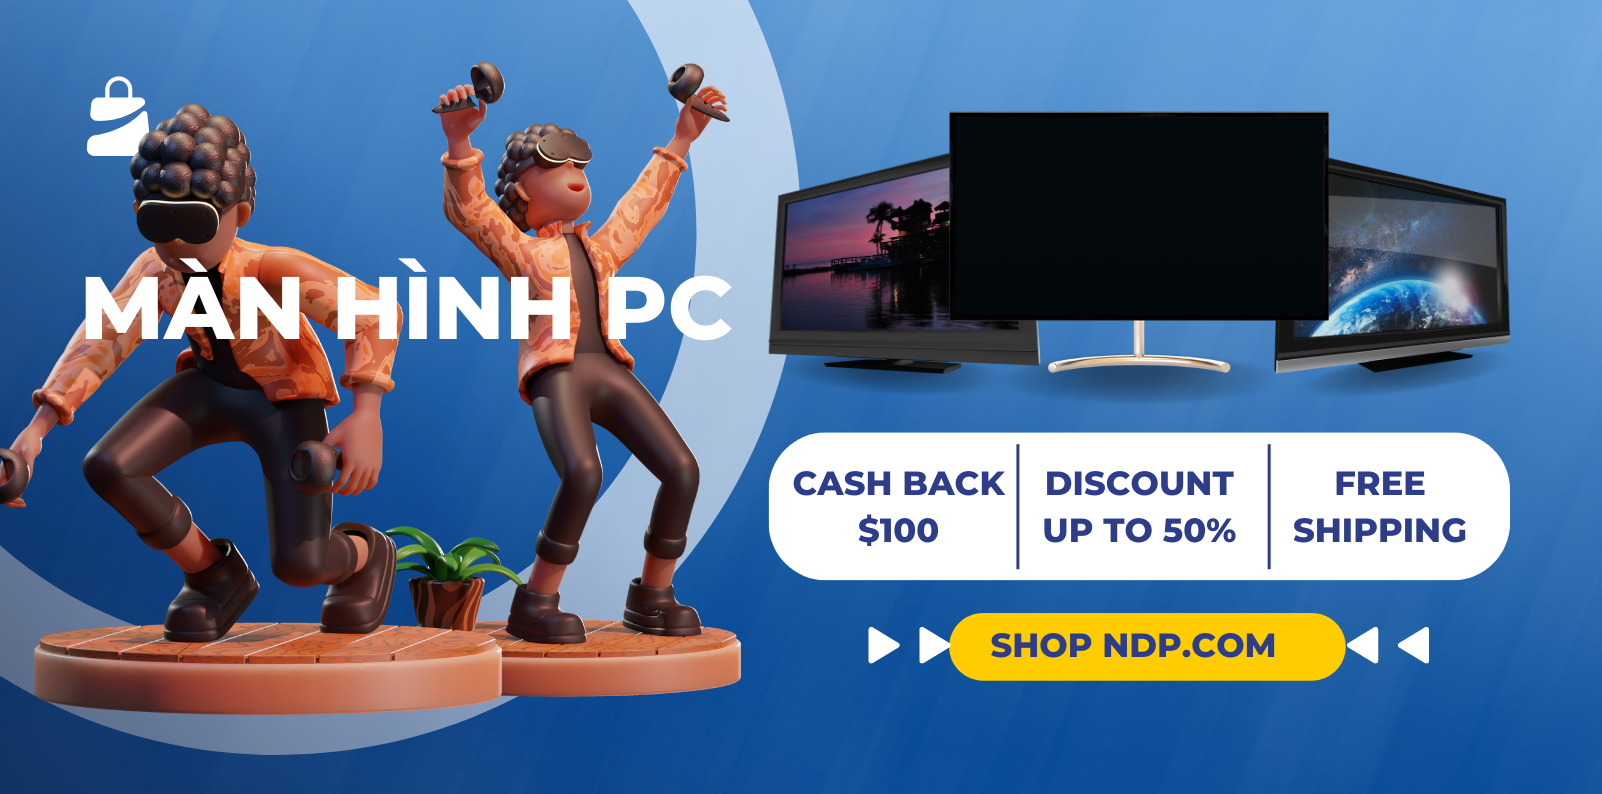 MÀN HÌNH PC
CASH BACK
$100
DISCOUNT
UP TO 50%
FREE
SHIPPING
SHOP NDP.COM